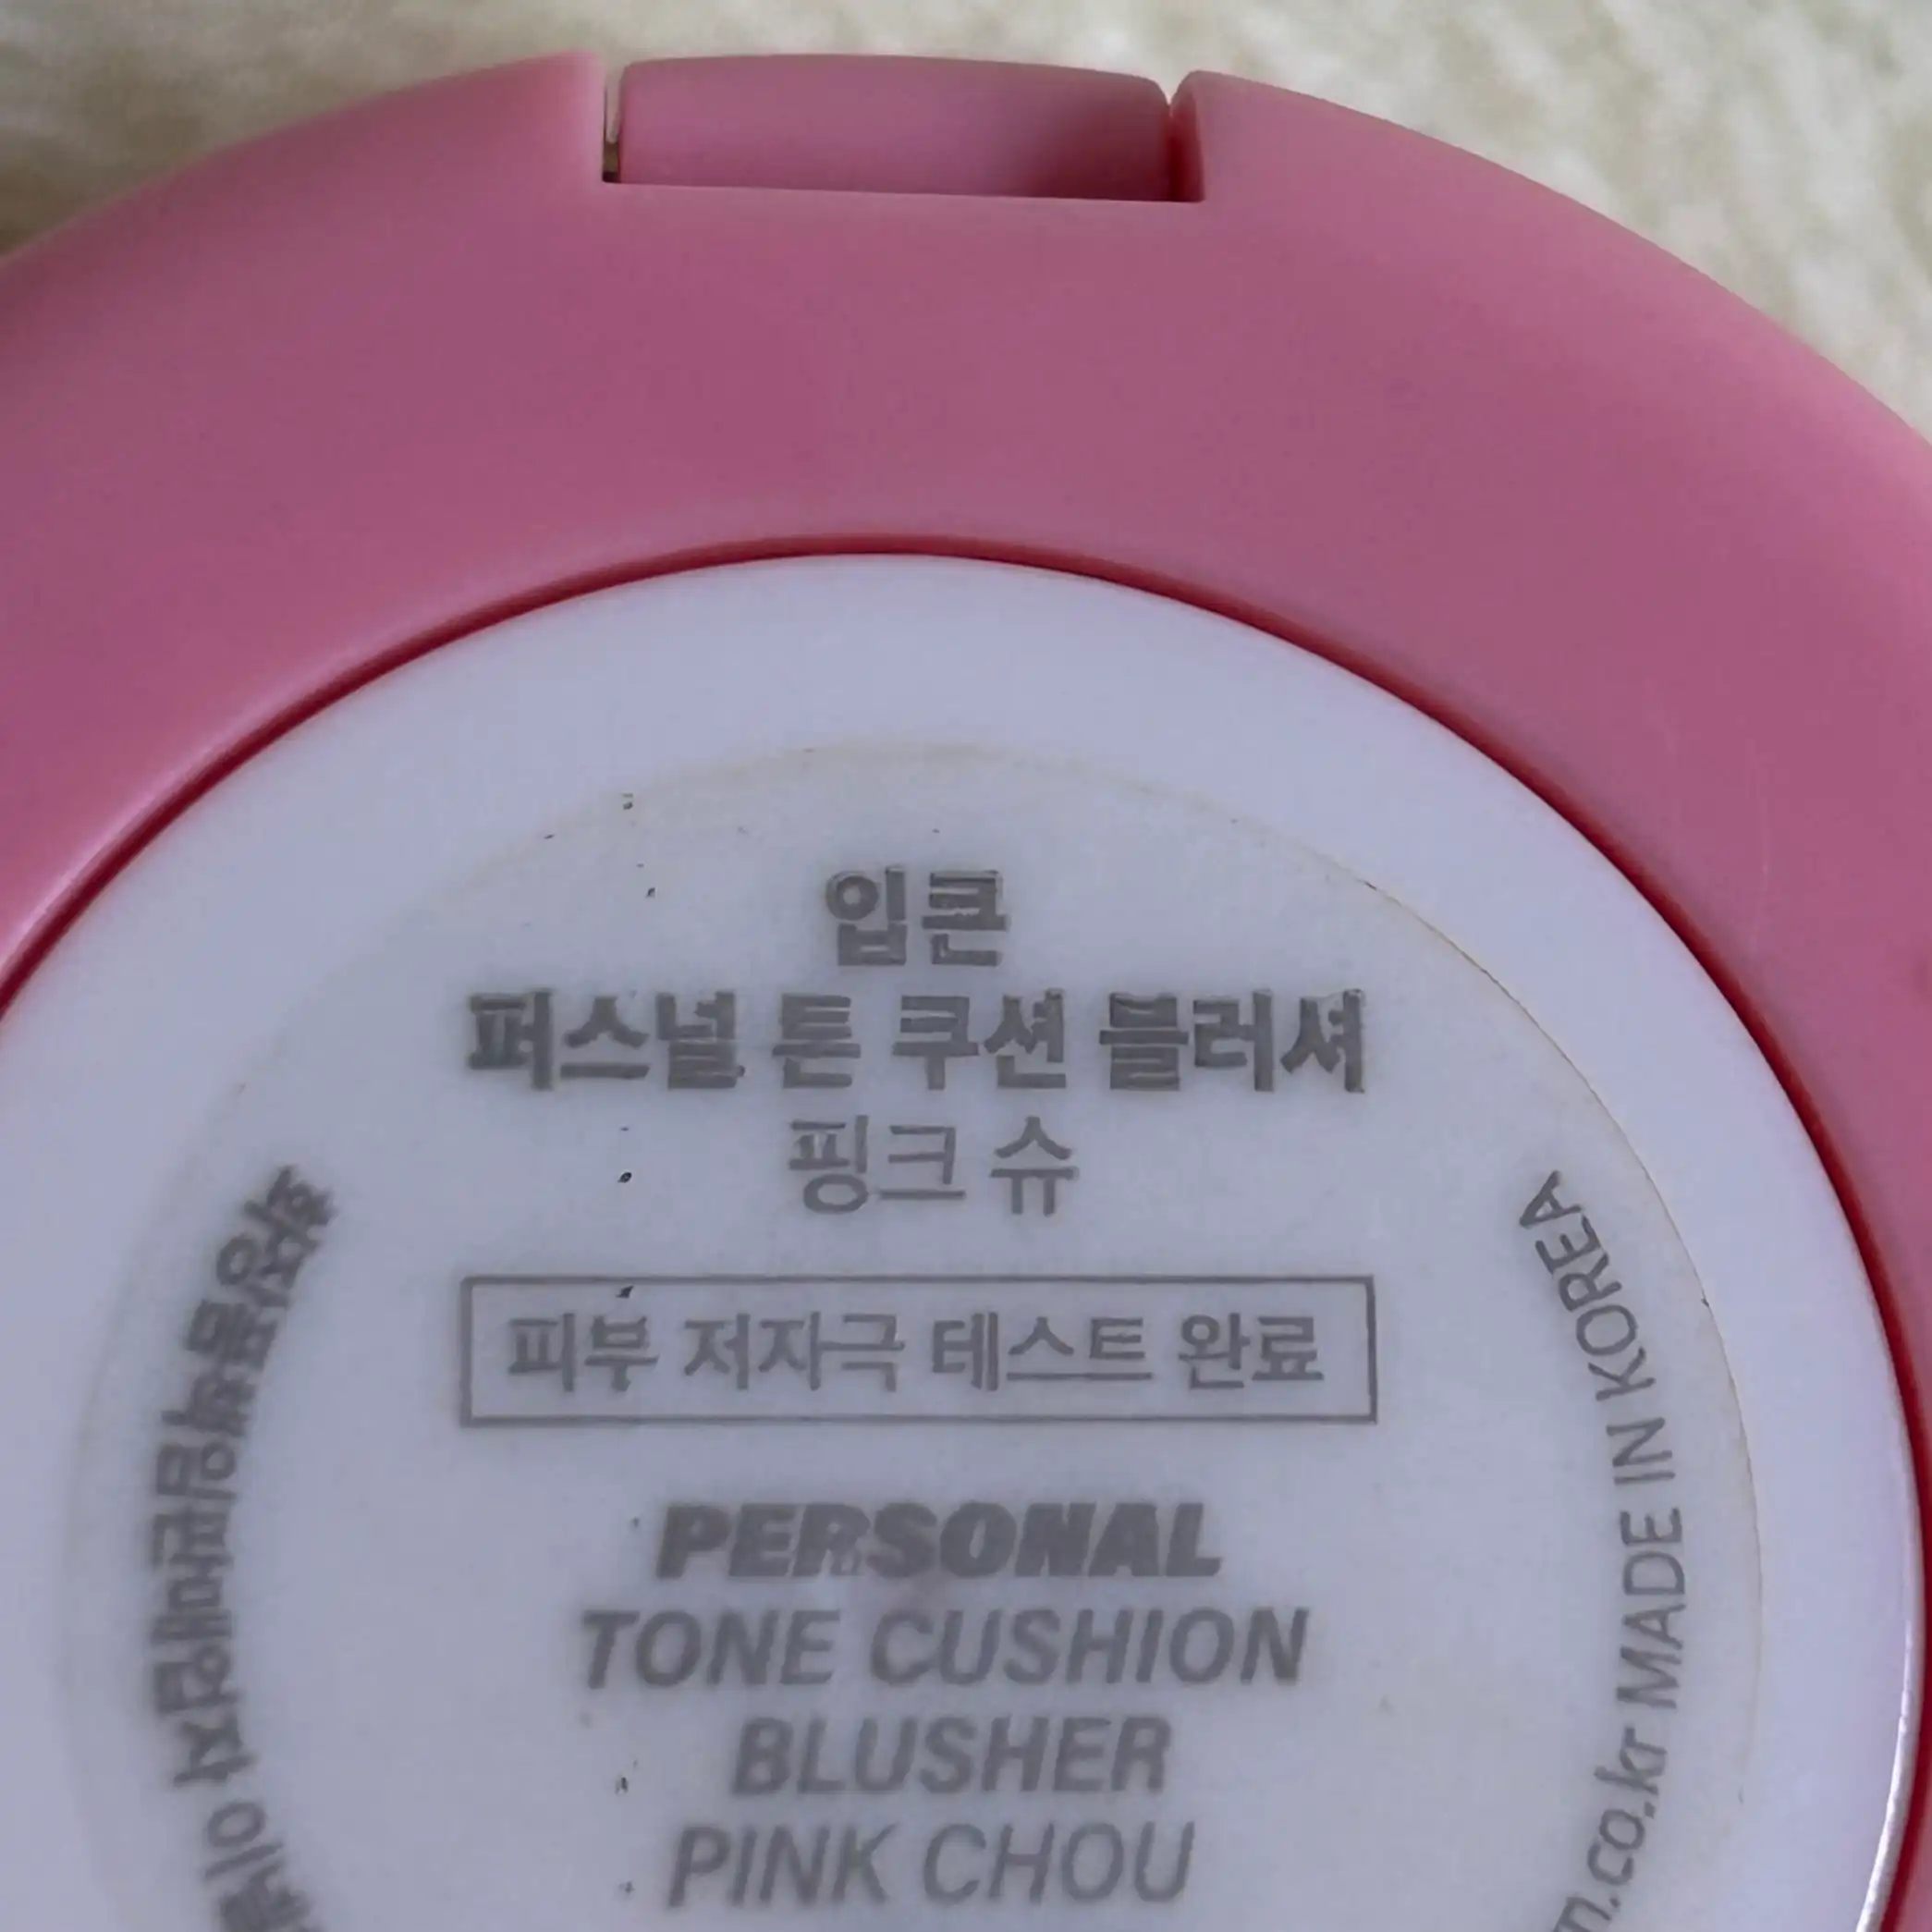 입큰
퍼스널 톤 쿠션 블러셔
핑크 슈
피부 저자극 테스트 완료
PERSONAL
TONE CUSHION
BLUSHER
PINK CHOU
m.co.kr MADE IN KOREA